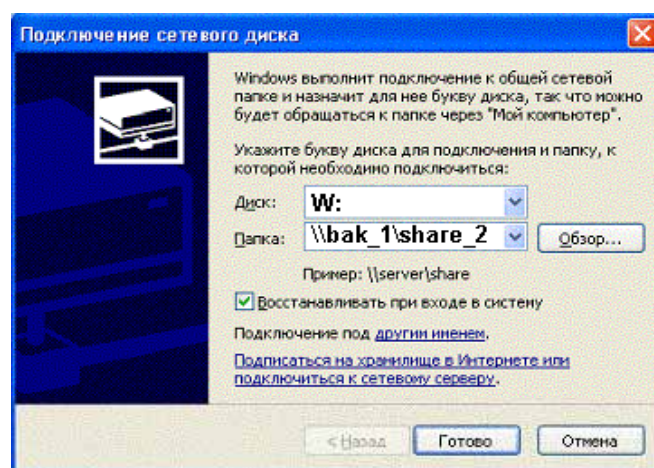 Подключение сетевого диска
Windows выполнит подключение к общей сетевой
папке и назначит для нее букву диска, так что можно
будет обращаться к папке через "Мой компьютер".
Укажите букву диска для подключения и папку, к
которой необходимо подключиться:
Диск: W:
Папка: \\bak_1\share_2 Обзор...
Пример: \\server\share
Восстанавливать при входе в систему
Подключение под другим именем.
Подписаться на хранилище в Интернете или
подключиться к сетевому серверу.
< Назад Готово Отмена